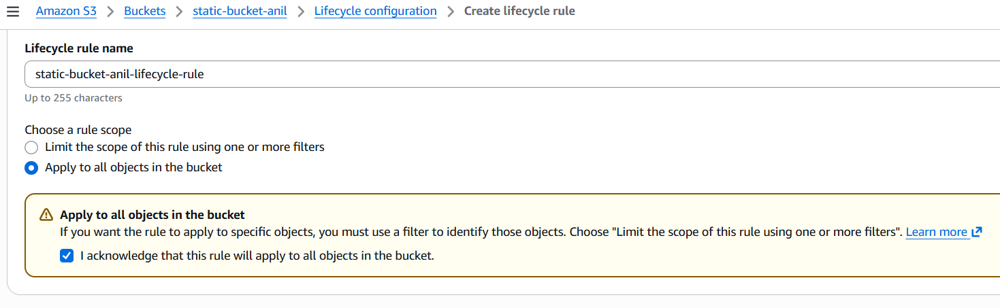 Amazon S3 > Buckets > static-bucket-anil > Lifecycle configuration > Create lifecycle rule
Lifecycle rule name
static-bucket-anil-lifecycle-rule
Up to 255 characters
Choose a rule scope
Limit the scope of this rule using one or more filters
Apply to all objects in the bucket
Apply to all objects in the bucket
If you want the rule to apply to specific objects, you must use a filter to identify those objects. Choose "Limit the scope of this rule using one or more filters". Learn more
I acknowledge that this rule will apply to all objects in the bucket.